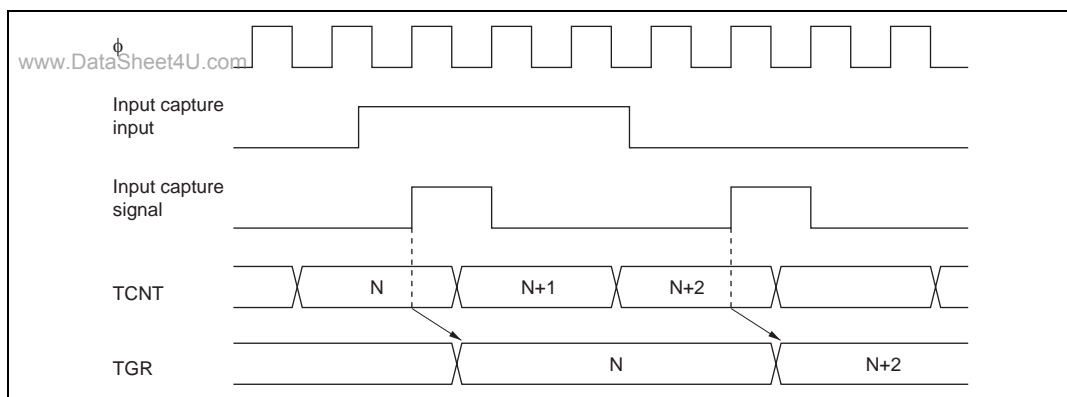 ϕ
www.DataSheet4U.com
Input capture
input
Input capture
signal
TCNT
N
N+1
N+2
TGR
N
N+2